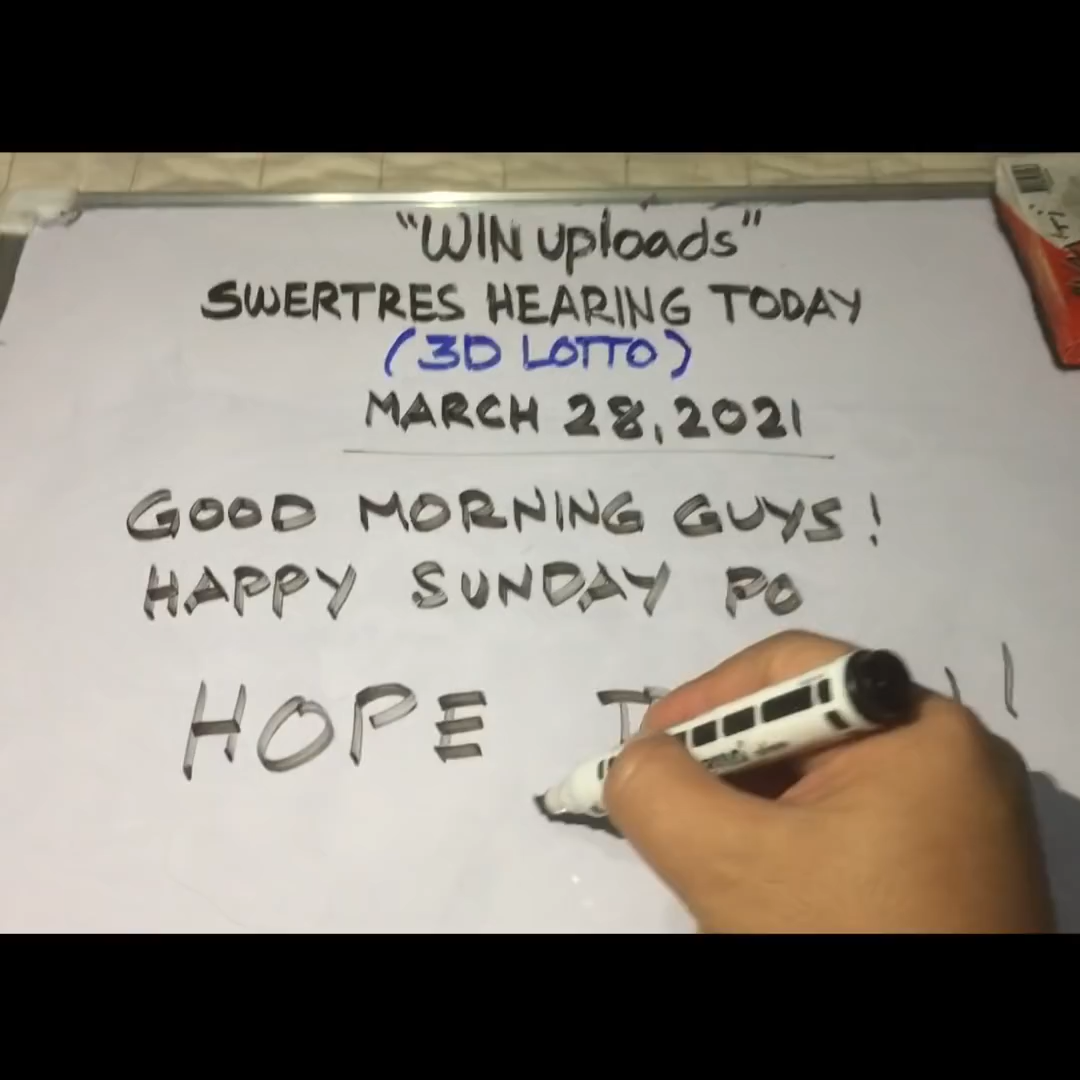 "WIN uploads"
SWERTRES HEARING TODAY
(3D LOTTO)
MARCH 28, 2021
GOOD MORNING GUYS!
HAPPY SUNDAY PO
HOPE